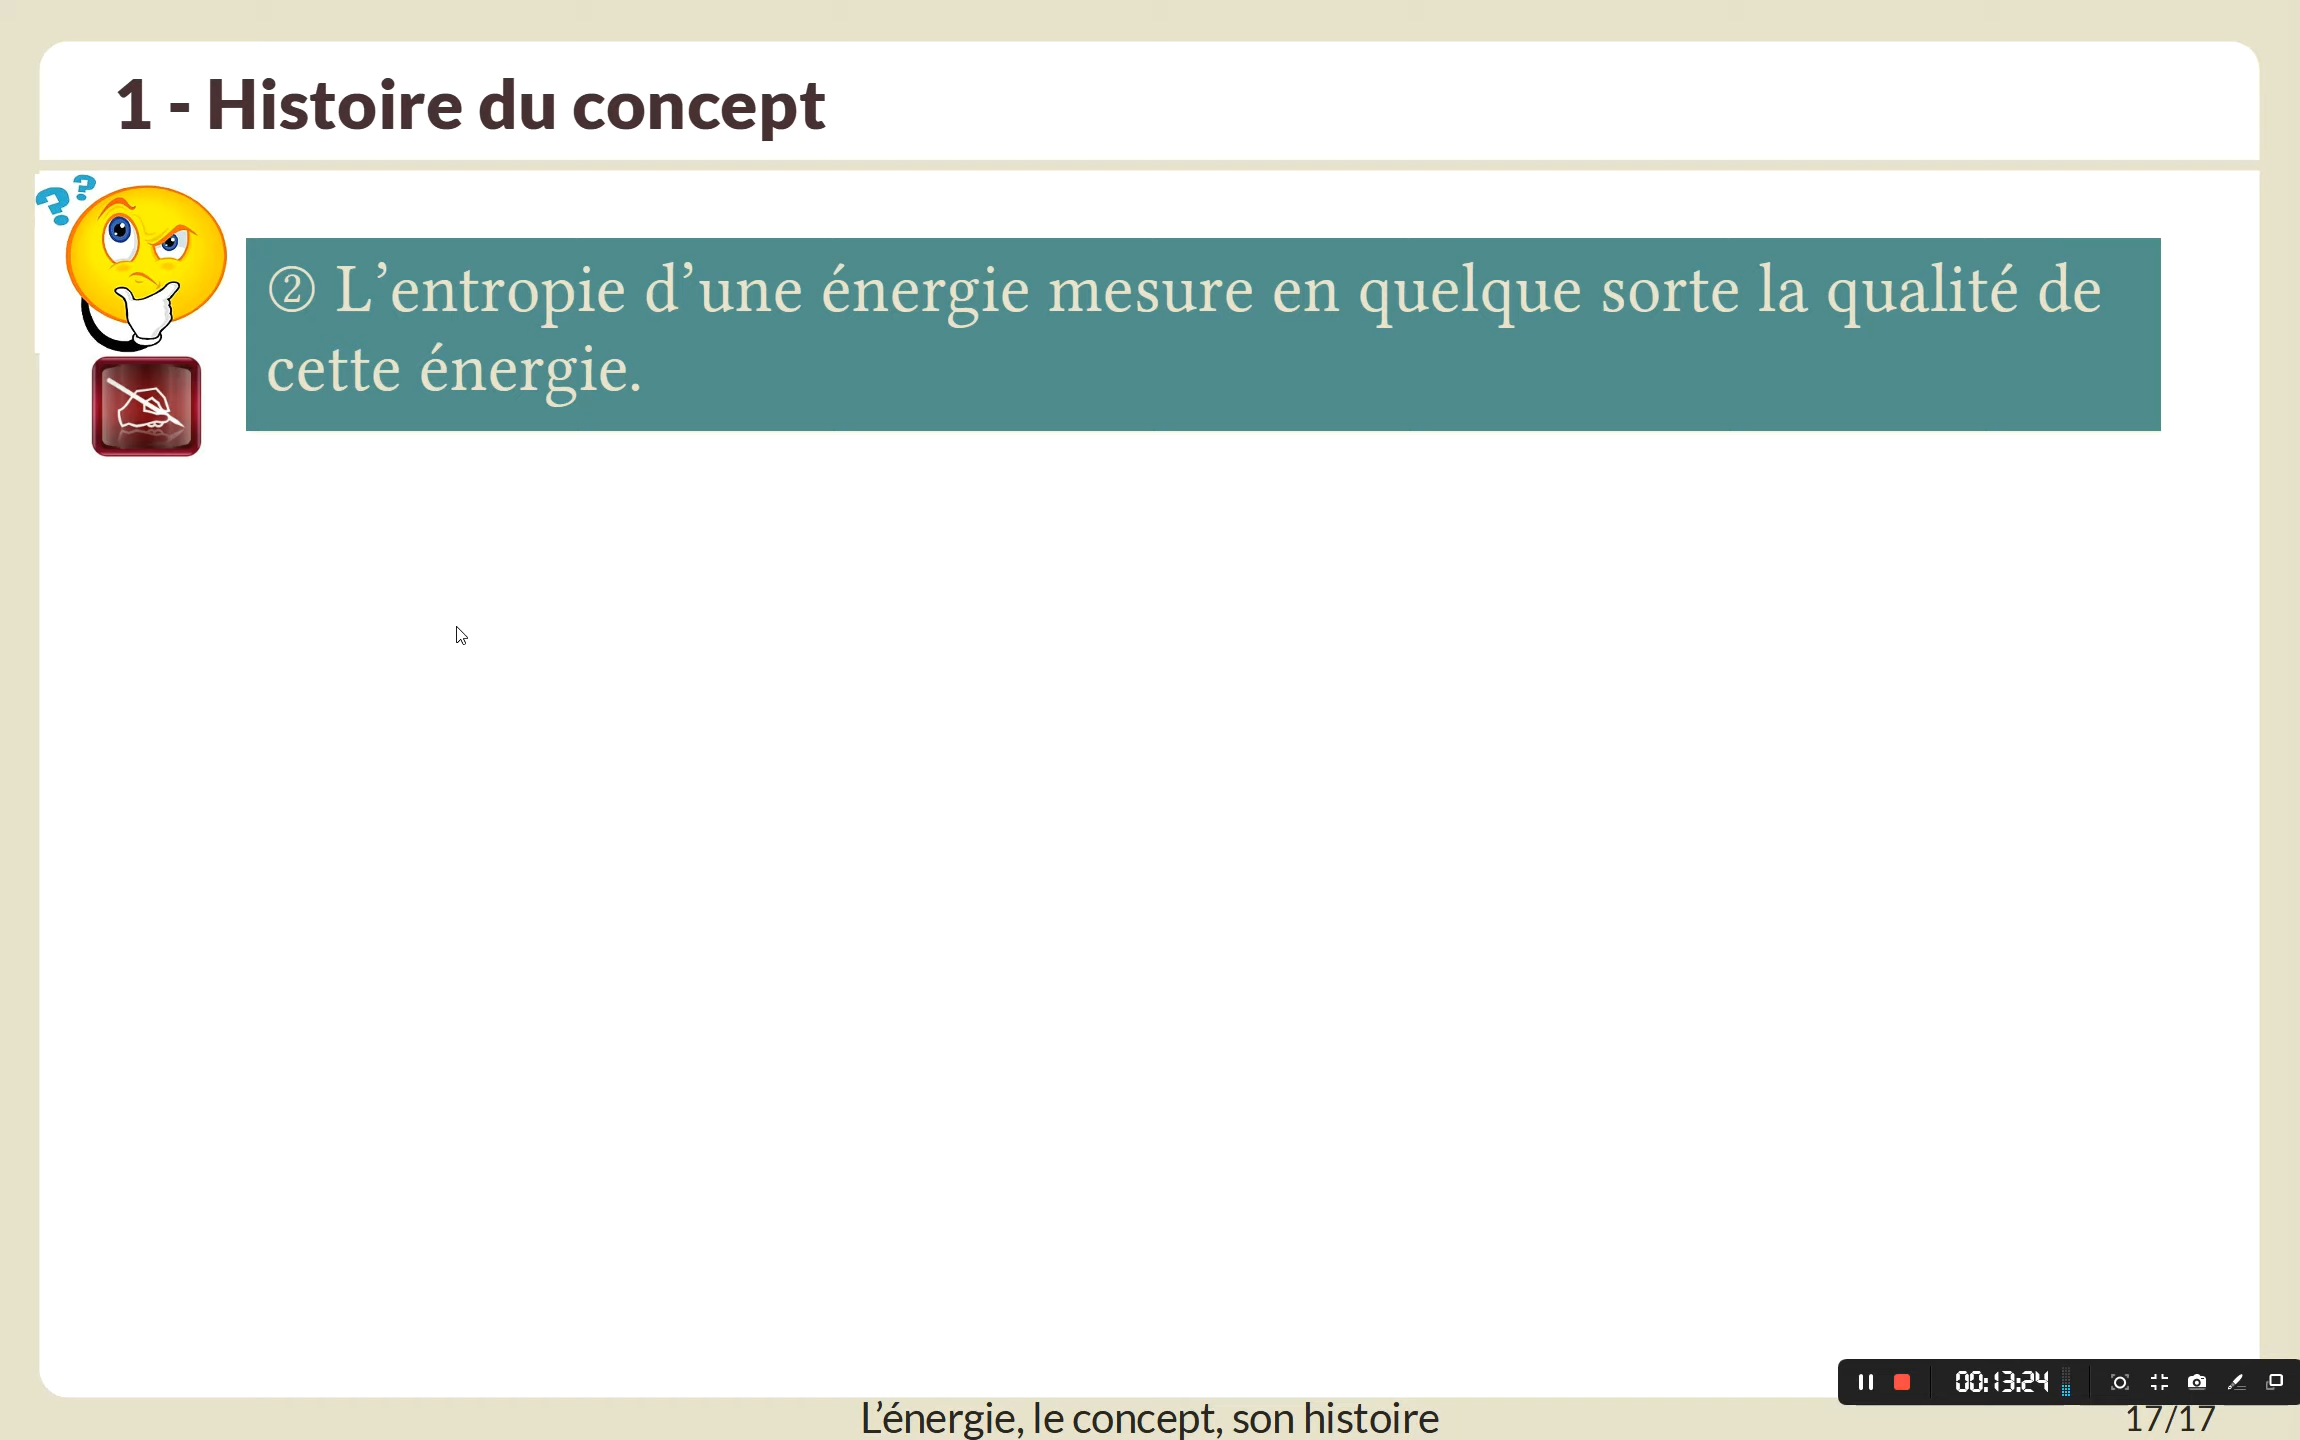 1 - Histoire du concept
??
② L’entropie d’une énergie mesure en quelque sorte la qualité de
cette énergie.
00:13:24
L’énergie, le concept, son histoire
17/17